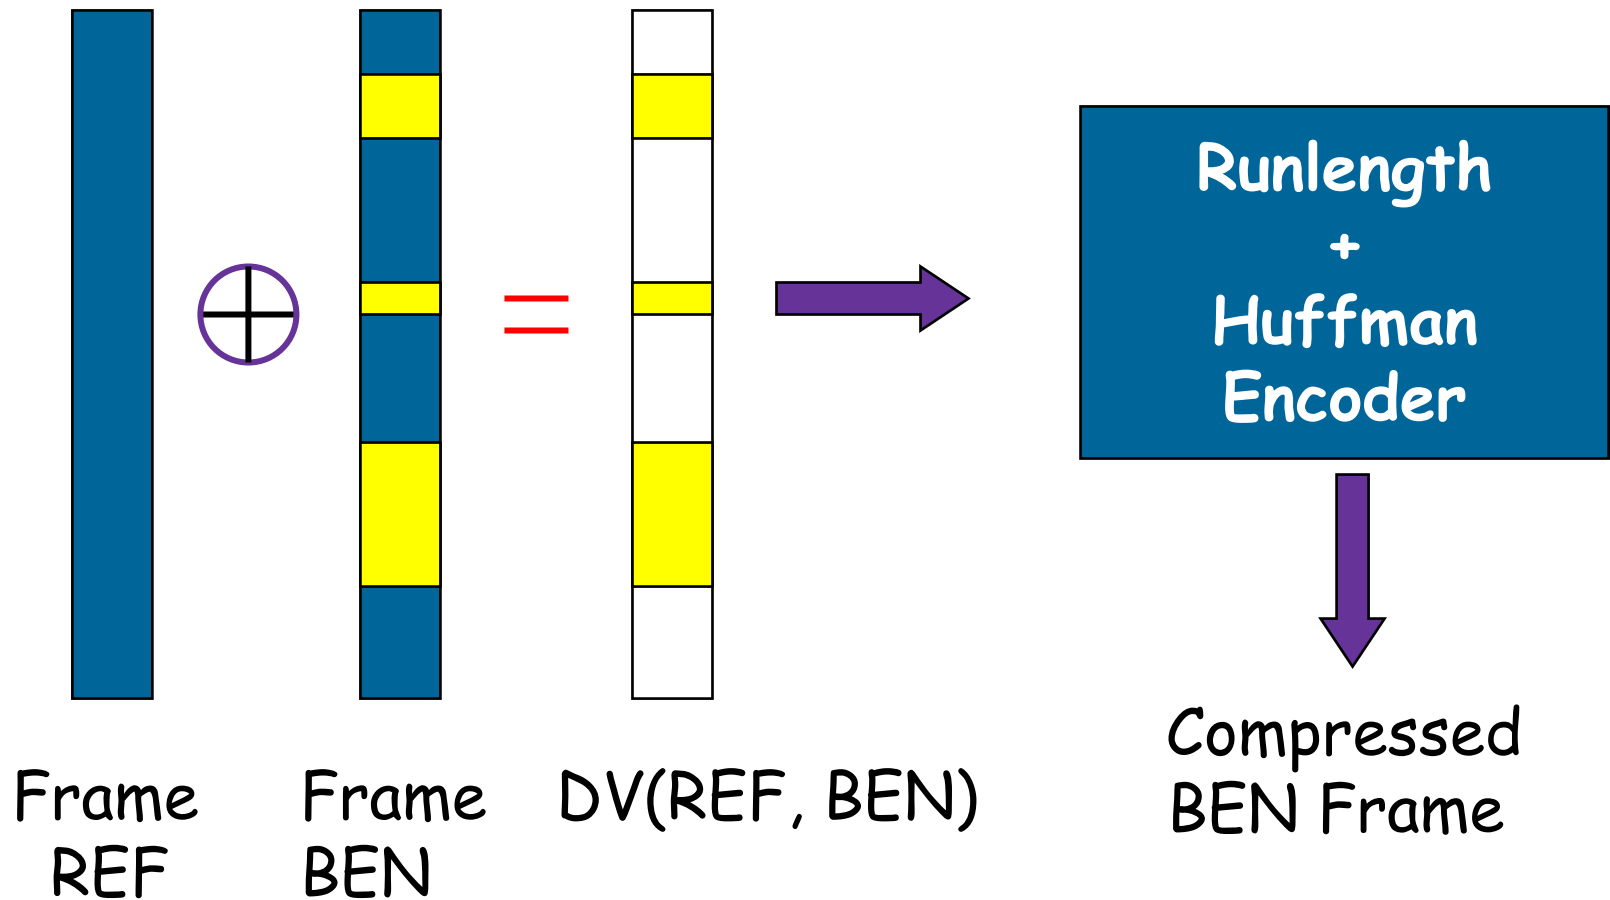 Runlength
+
Huffman
Encoder
Frame
REF
Frame
BEN
DV(REF, BEN)
Compressed
BEN Frame